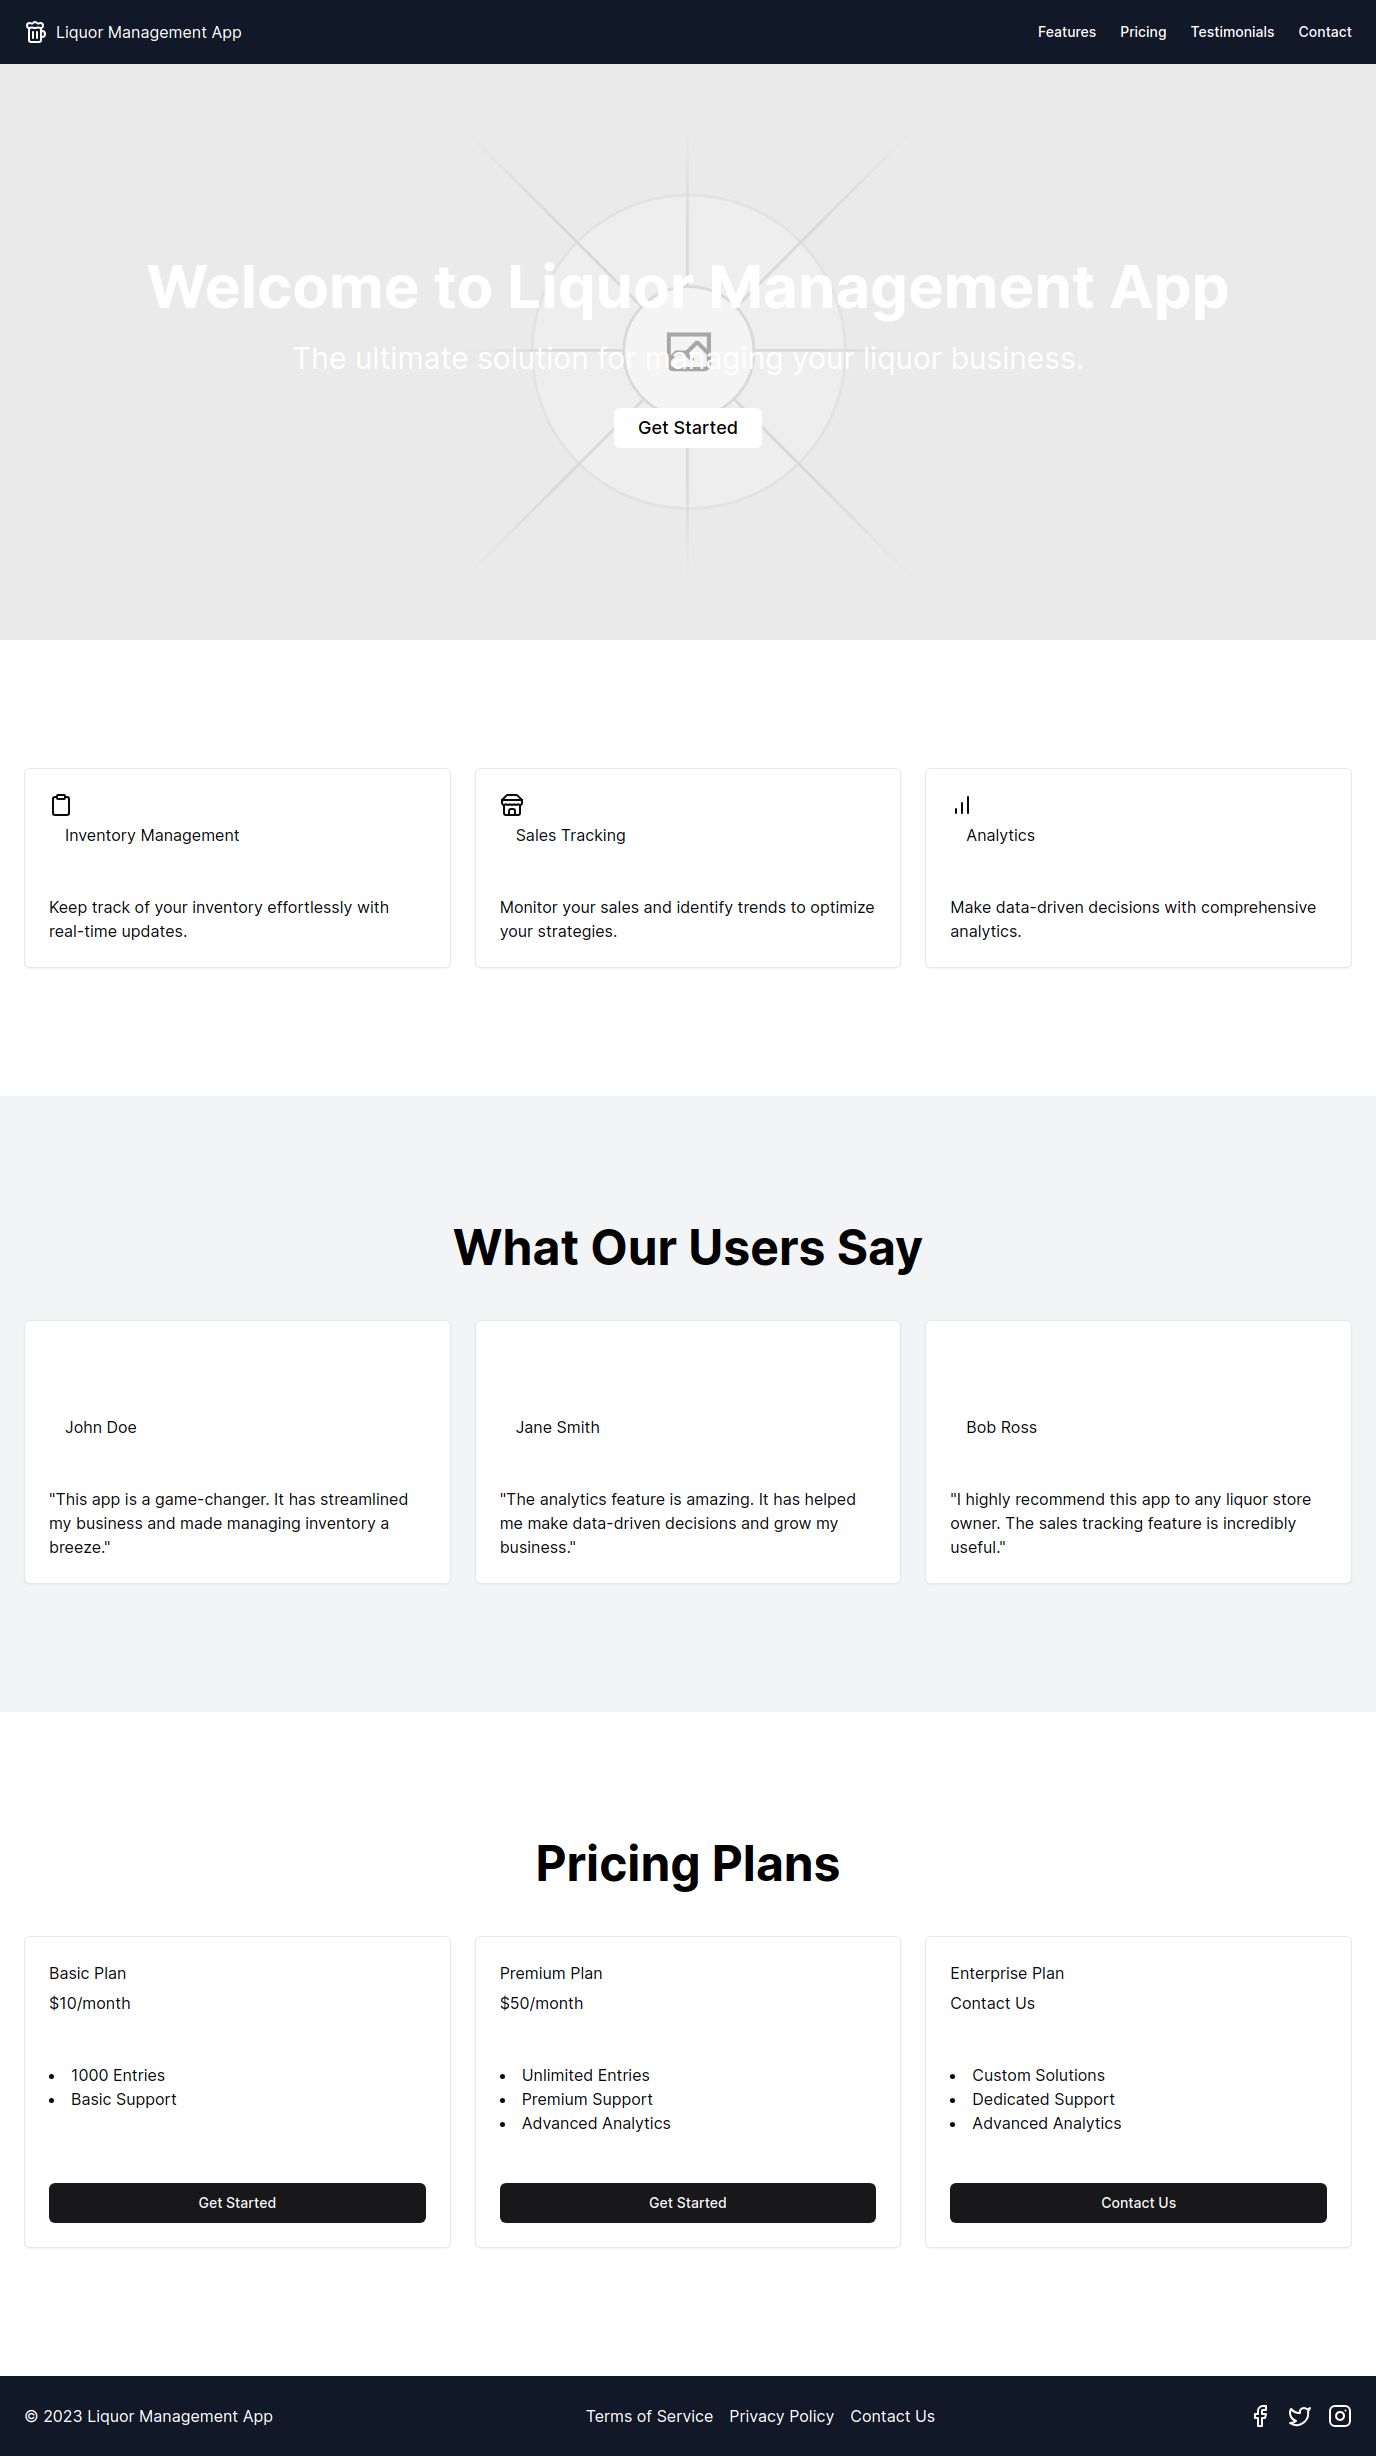 Liquor Management App
Features Pricing Testimonials Contact
Welcome to Liquor Management App
The ultimate solution for managing your liquor business.
Get Started
Inventory Management
Keep track of your inventory effortlessly with
real-time updates.
Sales Tracking
Monitor your sales and identify trends to optimize
your strategies.
Analytics
Make data-driven decisions with comprehensive
analytics.
What Our Users Say
John Doe
"This app is a game-changer. It has streamlined
my business and made managing inventory a
breeze."
Jane Smith
"The analytics feature is amazing. It has helped
me make data-driven decisions and grow my
business."
Bob Ross
"I highly recommend this app to any liquor store
owner. The sales tracking feature is incredibly
useful."
Pricing Plans
Basic Plan
$10/month
• 1000 Entries
• Basic Support
Get Started
Premium Plan
$50/month
• Unlimited Entries
• Premium Support
• Advanced Analytics
Get Started
Enterprise Plan
Contact Us
• Custom Solutions
• Dedicated Support
• Advanced Analytics
Contact Us
© 2023 Liquor Management App
Terms of Service Privacy Policy Contact Us